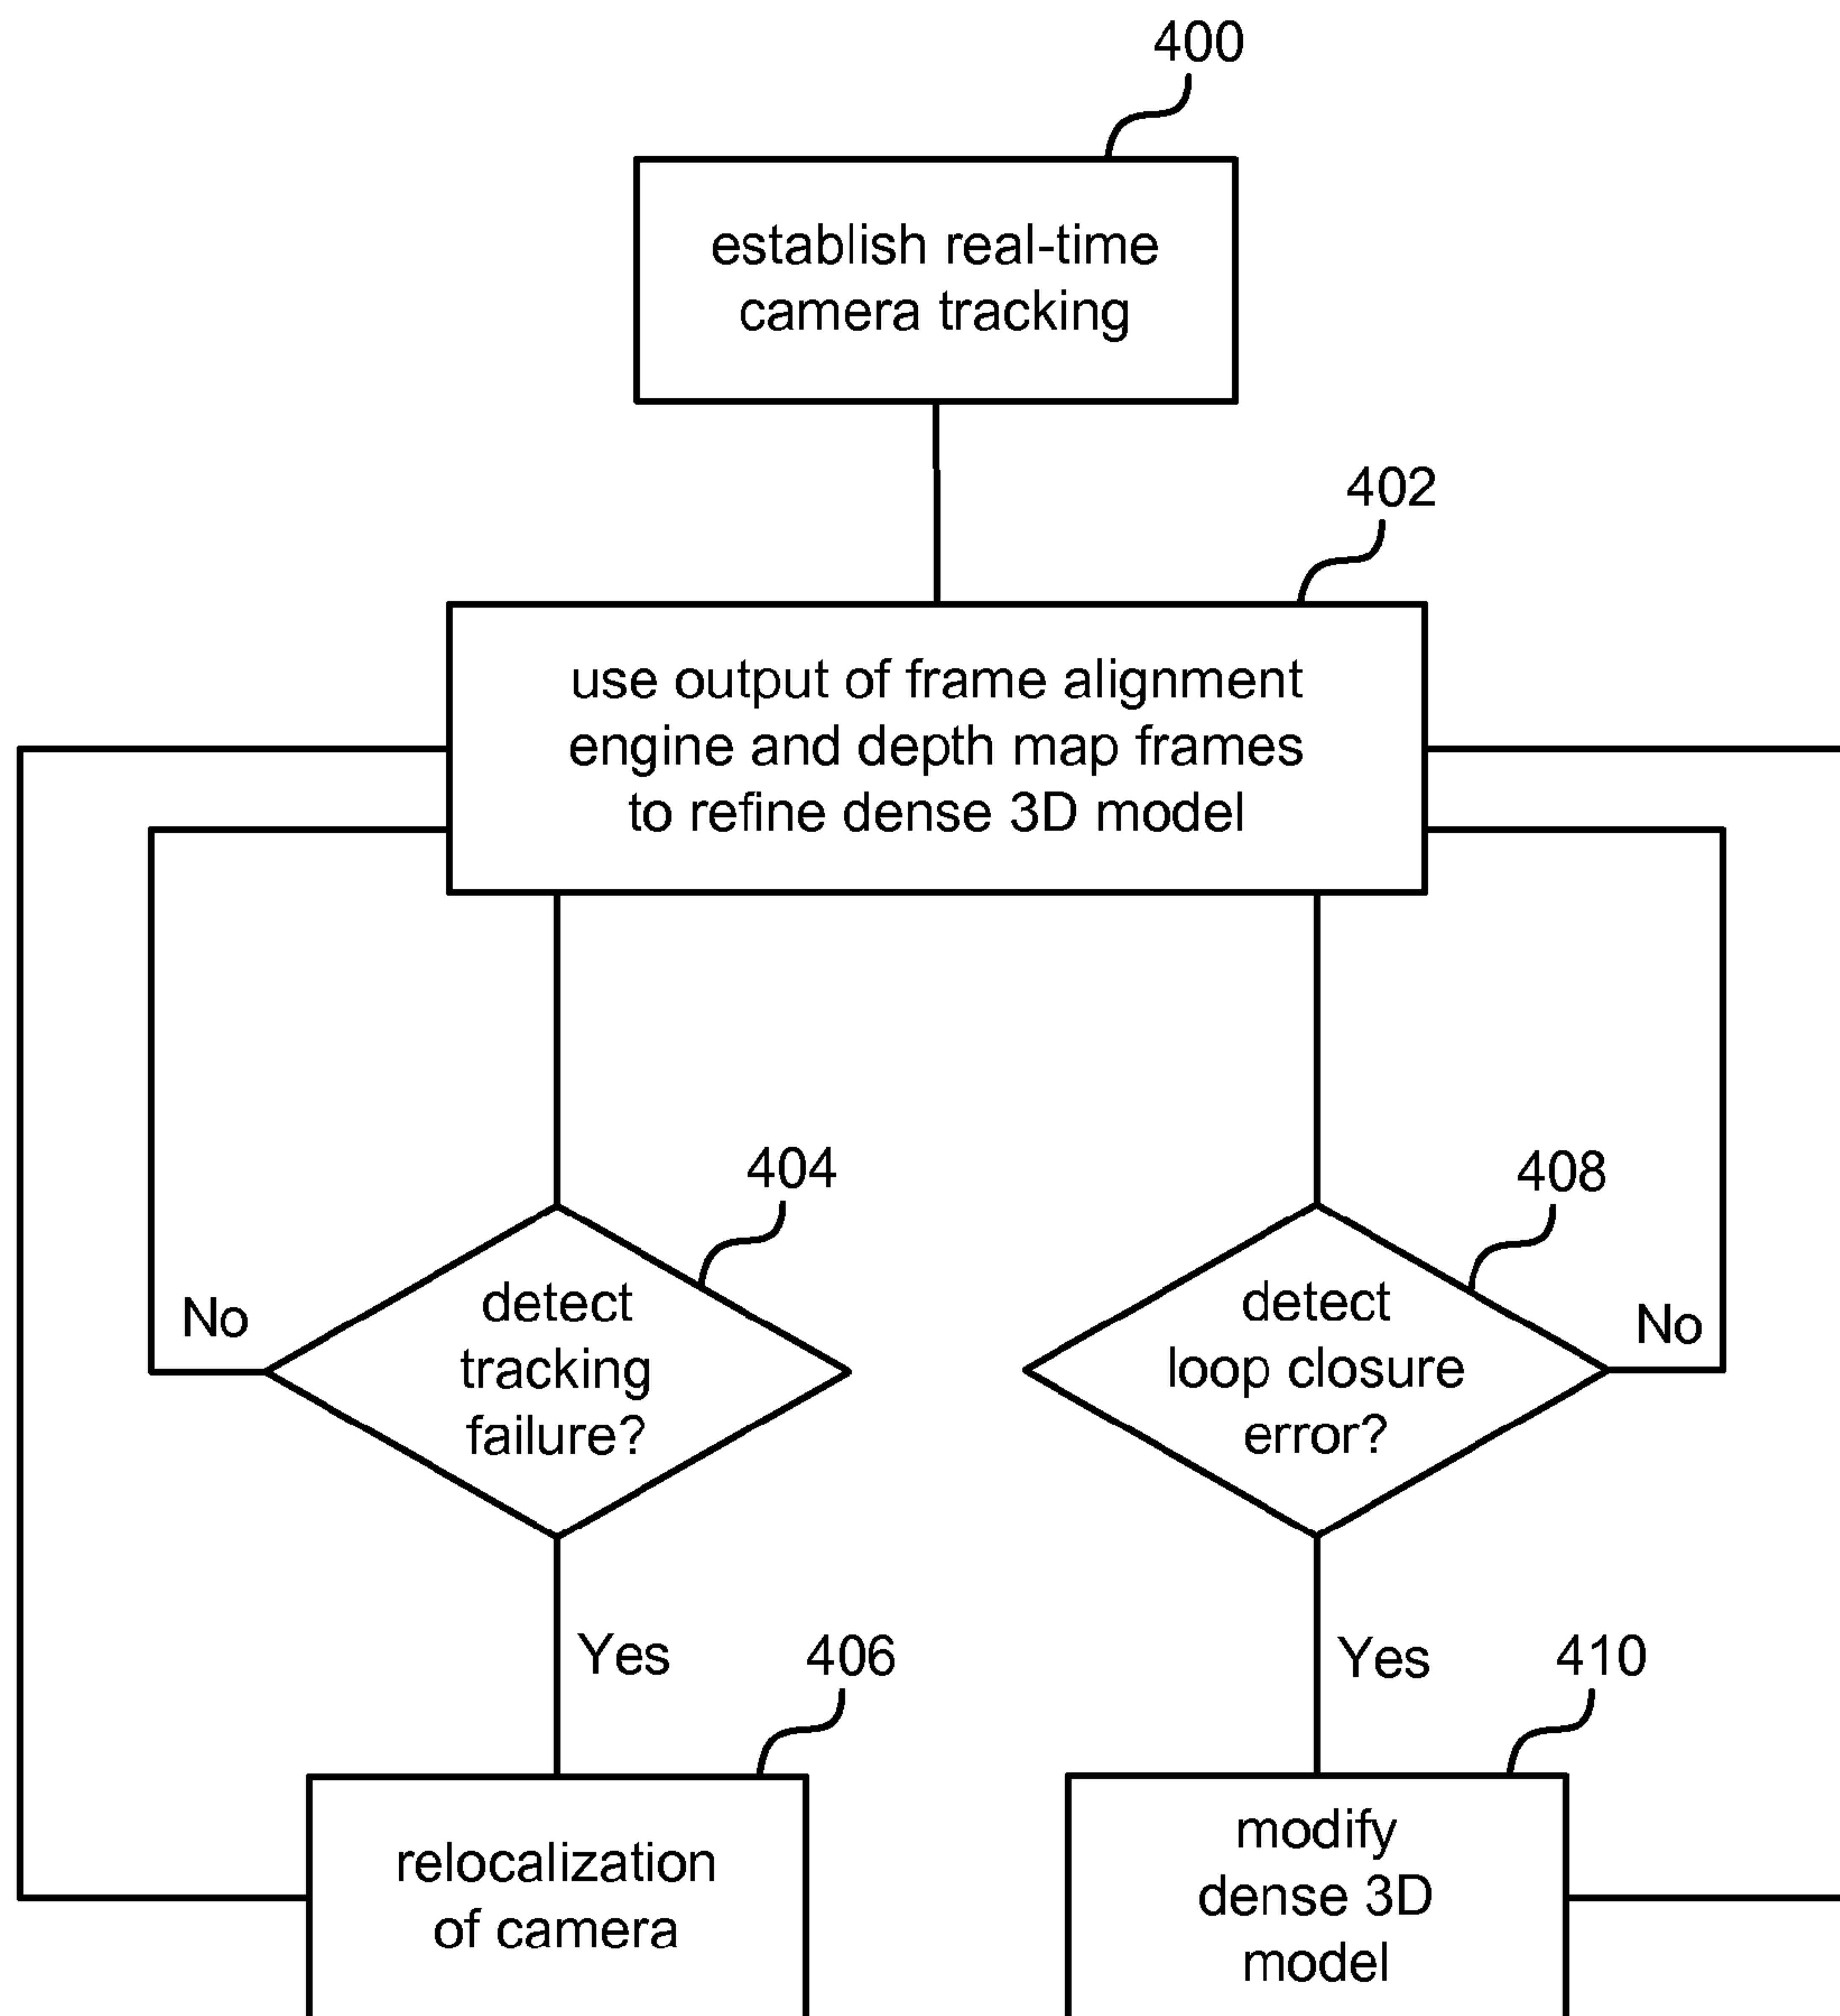 400
establish real-time
camera tracking
402
use output of frame alignment
engine and depth map frames
to refine dense 3D model
404
408
detect
tracking
failure?
No
detect
loop closure
error?
No
Yes
406
Yes
410
relocalization
of camera
modify
dense 3D
model